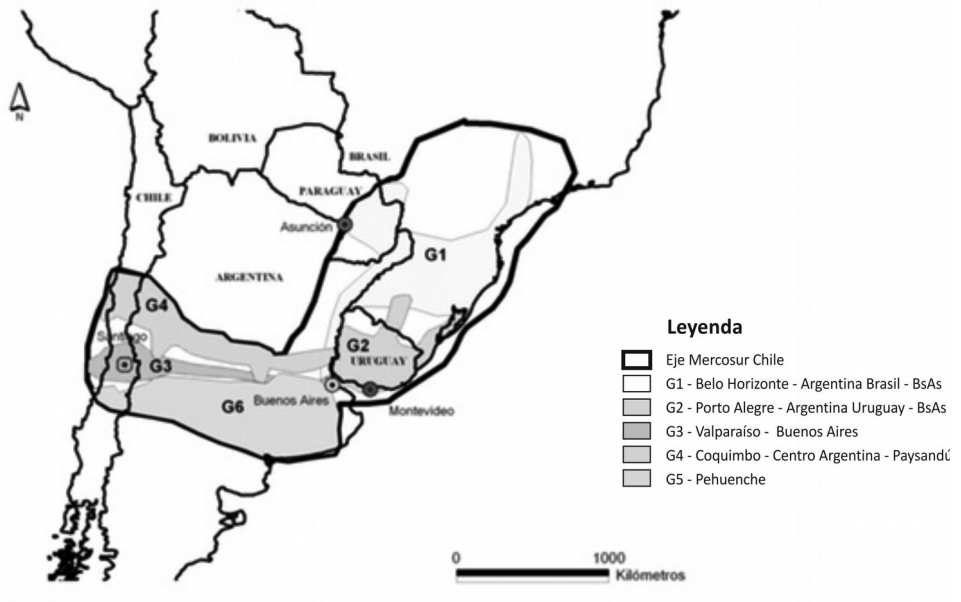 N
BOLIVIA
BRASIL
CHILE
PARAGUAY
Asunción
G1
ARGENTINA
G4
Santiago
G2
URUGUAY
G3
Buenos Aires
G6
Montevideo
Leyenda
Eje Mercosur Chile
G1 - Belo Horizonte - Argentina Brasil - BsAs
G2 - Porto Alegre - Argentina Uruguay - BsAs
G3 - Valparaíso - Buenos Aires
G4 - Coquimbo - Centro Argentina - Paysandú
G5 - Pehuenche
0 1000
Kilómetros